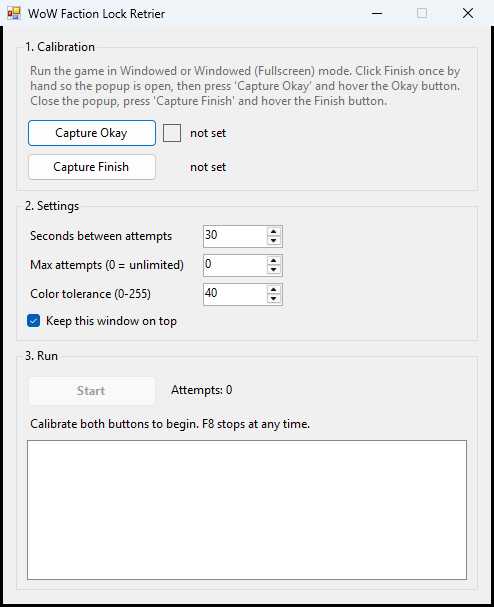 WoW Faction Lock Retrier
1. Calibration
Run the game in Windowed or Windowed (Fullscreen) mode. Click Finish once by
hand so the popup is open, then press 'Capture Okay' and hover the Okay button.
Close the popup, press 'Capture Finish' and hover the Finish button.
Capture Okay not set
Capture Finish not set
2. Settings
Seconds between attempts 30
Max attempts (0 = unlimited) 0
Color tolerance (0-255) 40
Keep this window on top
3. Run
Start Attempts: 0
Calibrate both buttons to begin. F8 stops at any time.